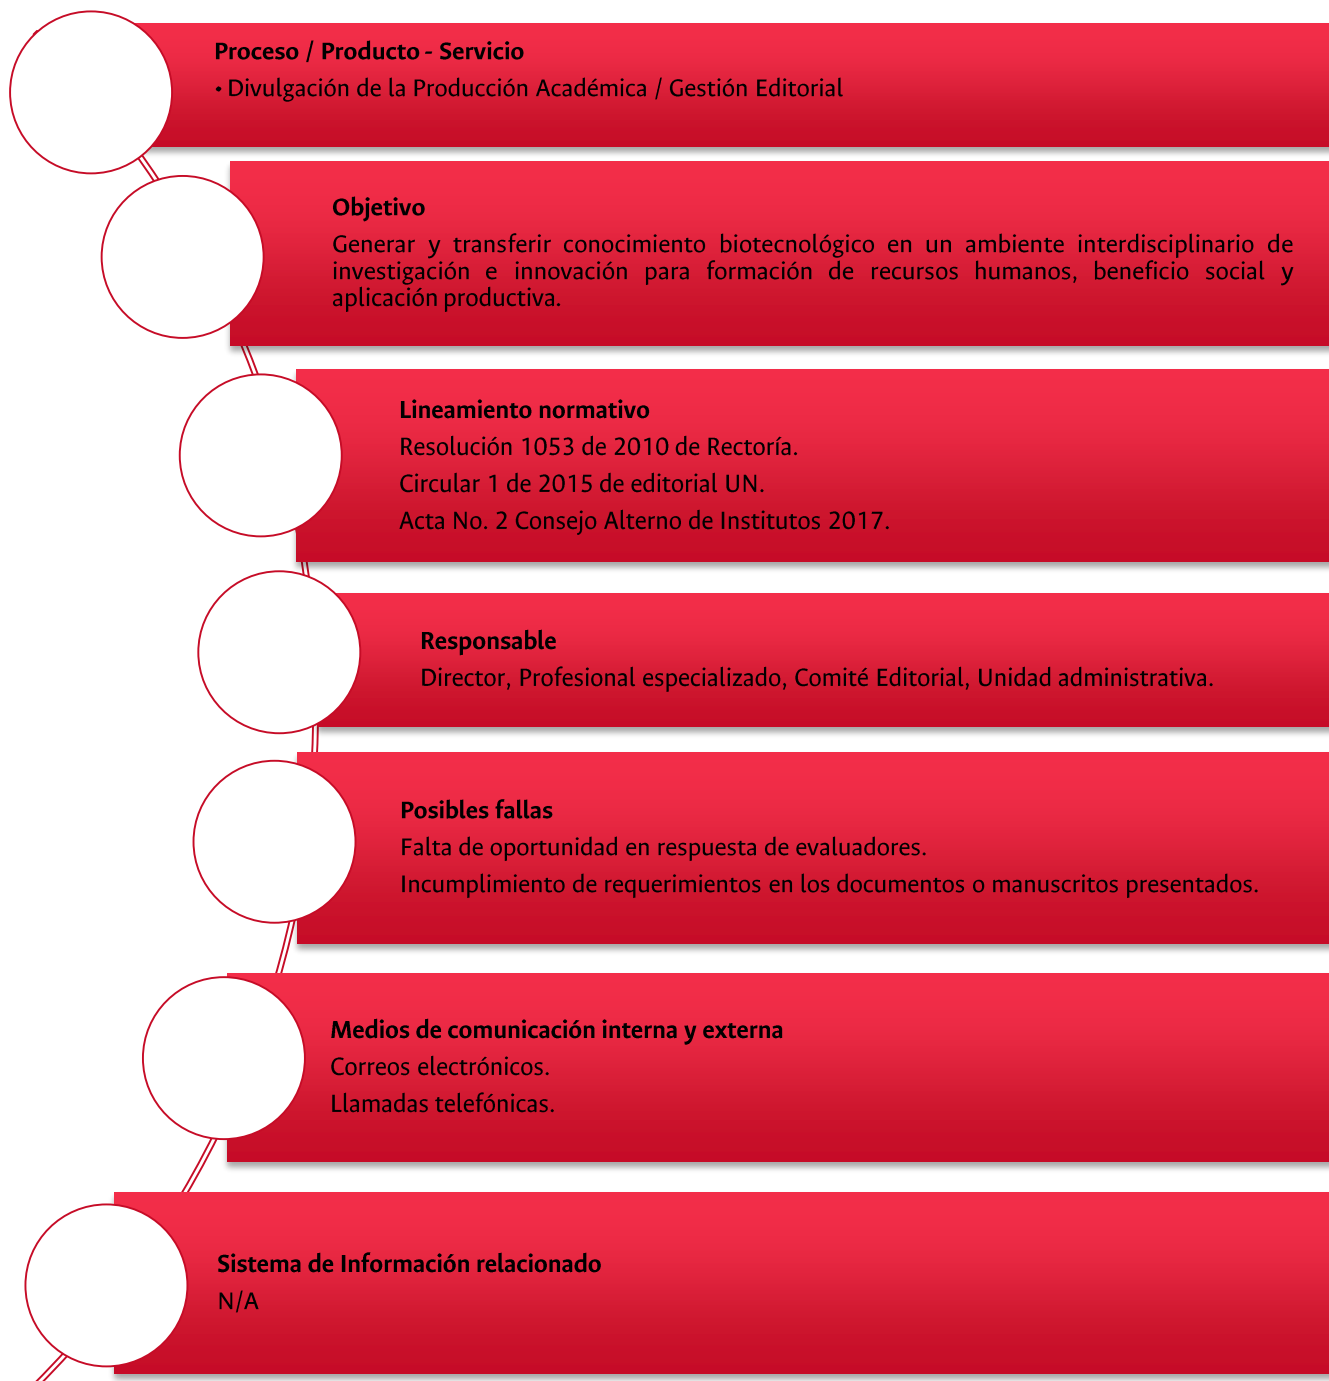 Proceso / Producto - Servicio
• Divulgación de la Producción Académica / Gestión Editorial
Objetivo
Generar y transferir conocimiento biotecnológico en un ambiente interdisciplinario de
investigación e innovación para formación de recursos humanos, beneficio social y
aplicación productiva.
Lineamiento normativo
Resolución 1053 de 2010 de Rectoría.
Circular 1 de 2015 de editorial UN.
Acta No. 2 Consejo Alterno de Institutos 2017.
Responsable
Director, Profesional especializado, Comité Editorial, Unidad administrativa.
Posibles fallas
Falta de oportunidad en respuesta de evaluadores.
Incumplimiento de requerimientos en los documentos o manuscritos presentados.
Medios de comunicación interna y externa
Correos electrónicos.
Llamadas telefónicas.
Sistema de Información relacionado
N/A